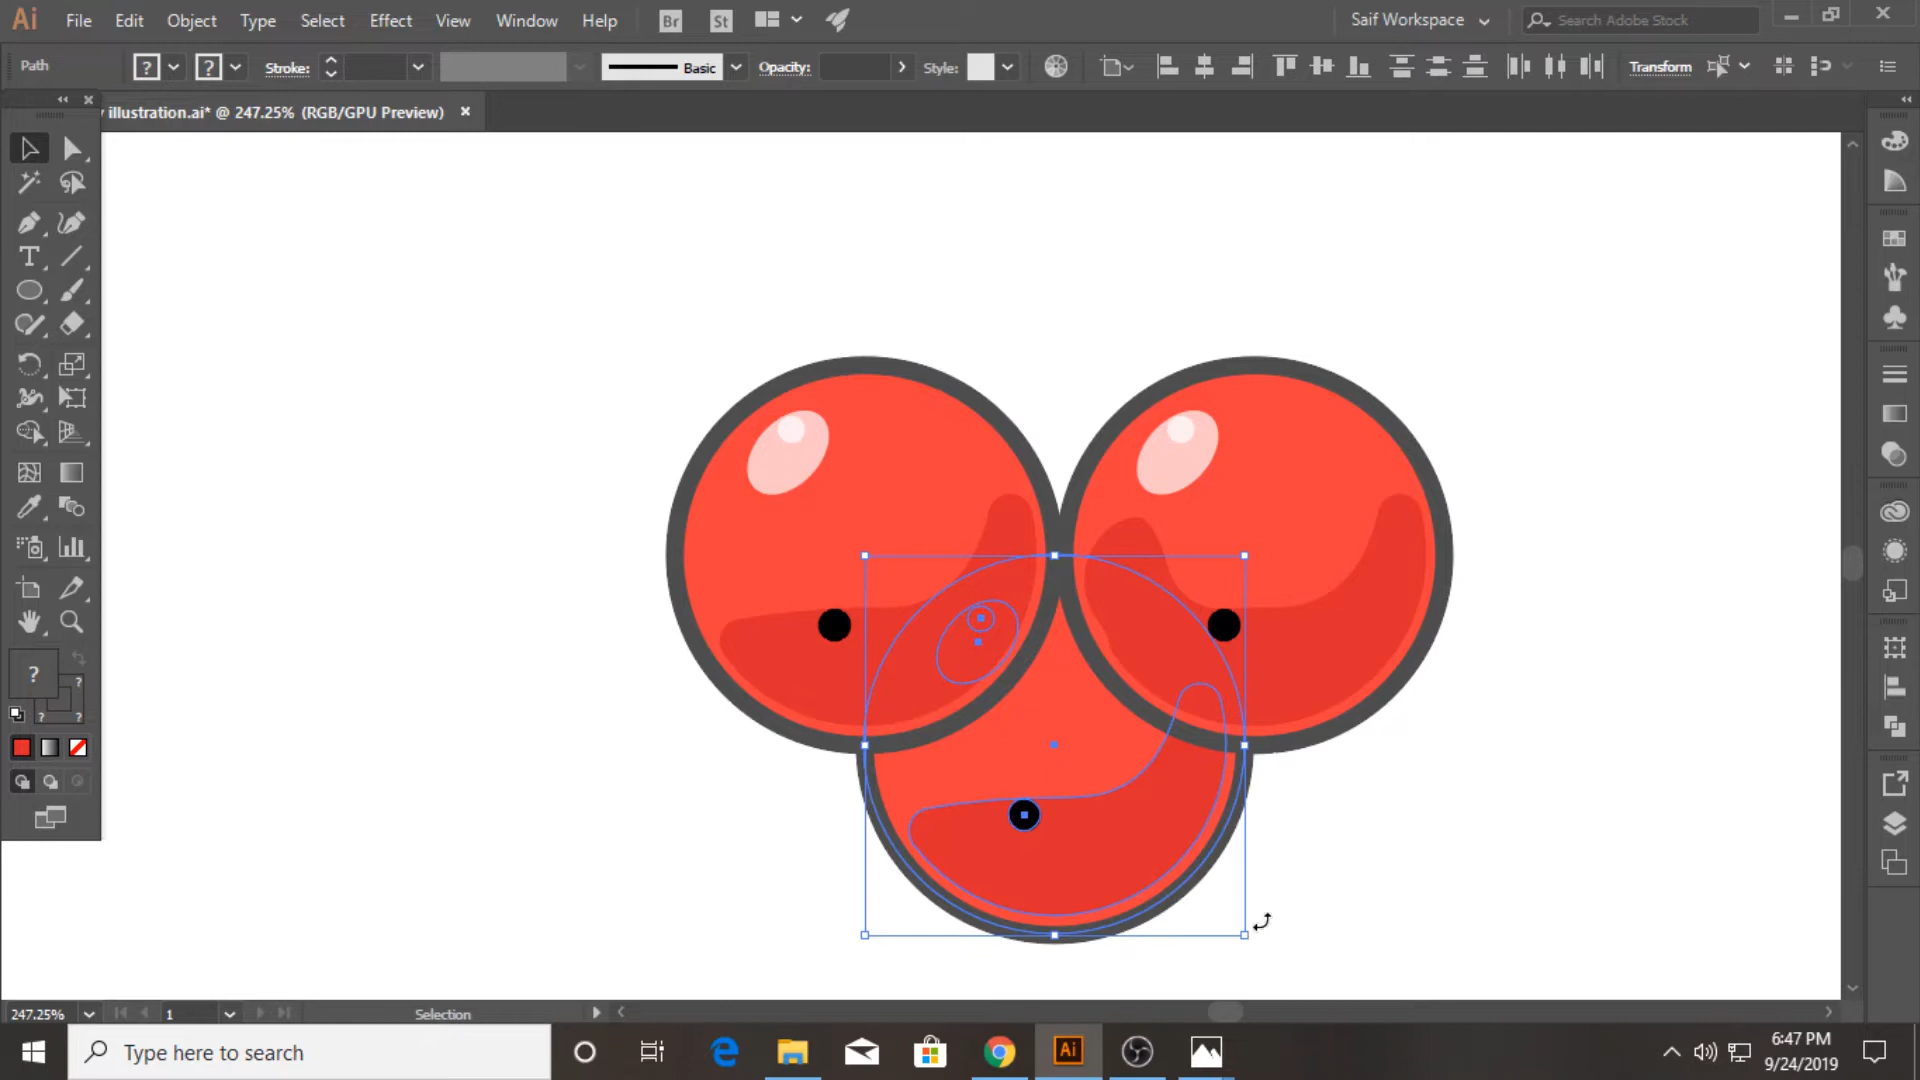 Ai File Edit Object Type Select Effect View Window Help Br St Saif Workspace Search Adobe Stock
Path ? ? Stroke: Basic Opacity: Style: Transform
illustration.ai* @ 247.25% (RGB/GPU Preview) ×
T
? ?
? ?
247.25% 1 Selection
Type here to search Ai 6:47 PM
9/24/2019